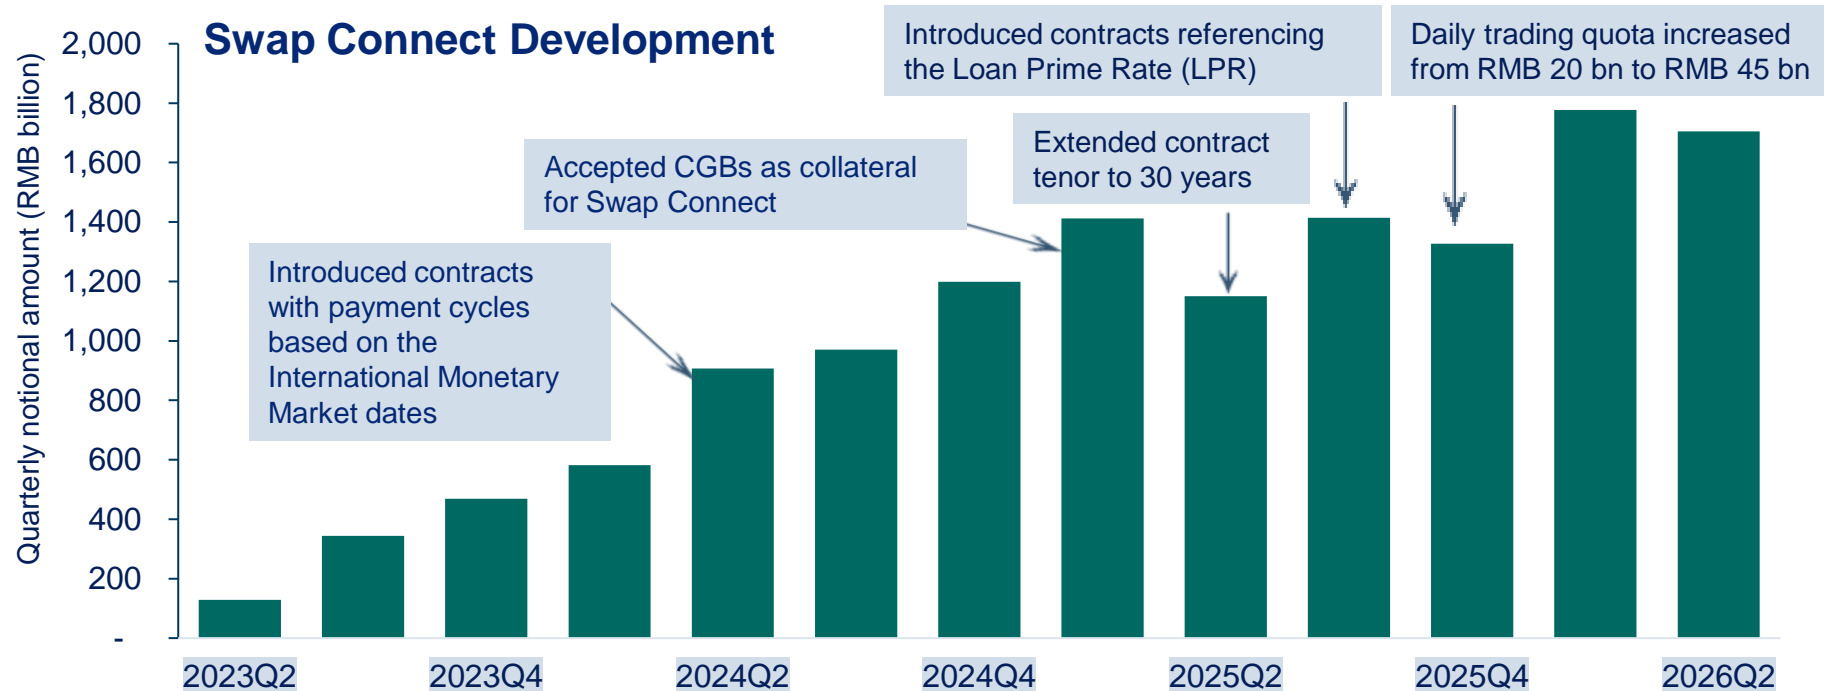 Swap Connect Development
Quarterly notional amount (RMB billion)
2,000
1,800
1,600
1,400
1,200
1,000
800
600
400
200
-
Introduced contracts
with payment cycles
based on the
International Monetary
Market dates
Accepted CGBs as collateral
for Swap Connect
Introduced contracts referencing
the Loan Prime Rate (LPR)
Extended contract
tenor to 30 years
Daily trading quota increased
from RMB 20 bn to RMB 45 bn
2023Q2
2023Q4
2024Q2
2024Q4
2025Q2
2025Q4
2026Q2